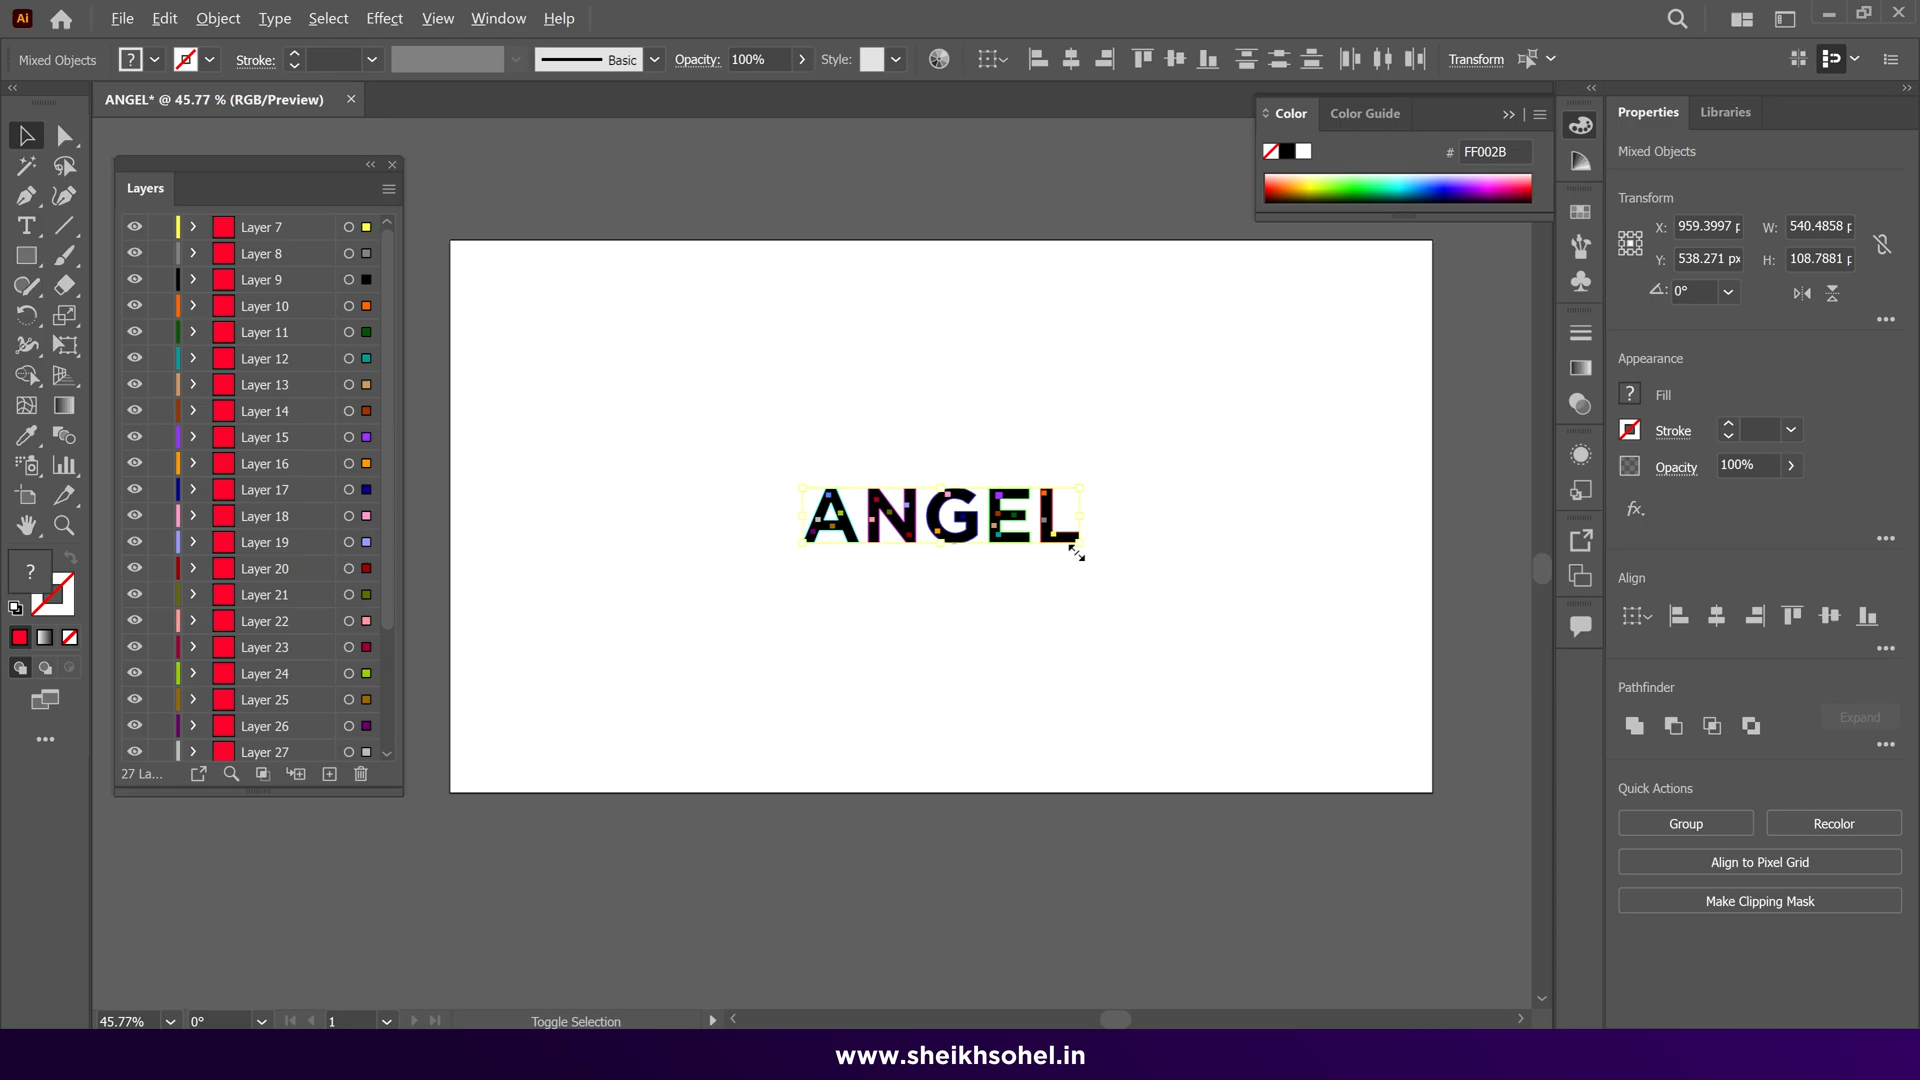 Ai
File Edit Object Type Select Effect View Window Help
Mixed Objects
?
Stroke:
Basic
Opacity: 100%
Style:
Transform
ANGEL* @ 45.77 % (RGB/Preview)
Layers
Layer 7
Layer 8
Layer 9
Layer 10
Layer 11
Layer 12
Layer 13
Layer 14
Layer 15
Layer 16
Layer 17
Layer 18
Layer 19
Layer 20
Layer 21
Layer 22
Layer 23
Layer 24
Layer 25
Layer 26
Layer 27
27 La...
?
ANGEL
Color
Color Guide
# FF002B
Properties
Libraries
Mixed Objects
Transform
X: 959.3997 p
W: 540.4858 p
Y: 538.271 px
H: 108.7881 p
0°
Appearance
? Fill
Stroke
Opacity 100%
fx.
Align
Pathfinder
Expand
Quick Actions
Group
Recolor
Align to Pixel Grid
Make Clipping Mask
45.77%
0°
1
Toggle Selection
www.sheikhsohel.in